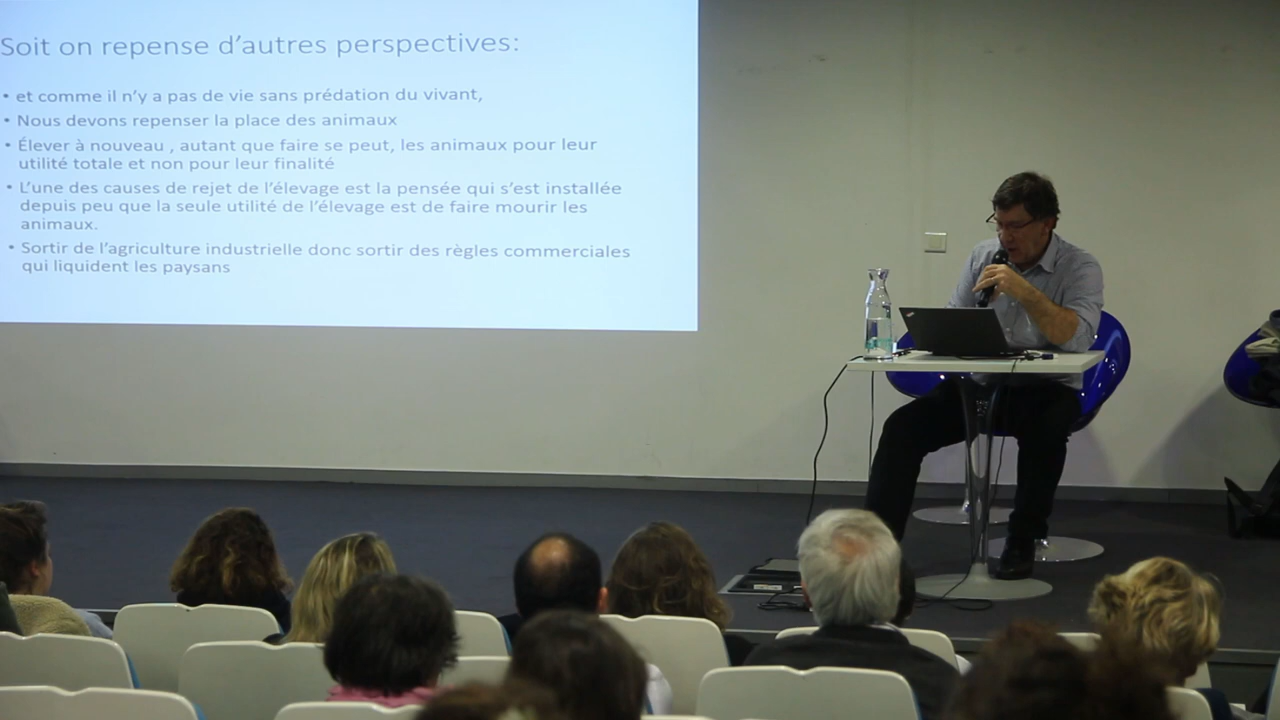 Soit on repense d’autres perspectives:
• et comme il n’y a pas de vie sans prédation du vivant,
• Nous devons repenser la place des animaux
• Élever à nouveau , autant que faire se peut, les animaux pour leur
utilité totale et non pour leur finalité
• L’une des causes de rejet de l’élevage est la pensée qui s’est installée
depuis peu que la seule utilité de l’élevage est de faire mourir les
animaux.
• Sortir de l’agriculture industrielle donc sortir des règles commerciales
qui liquident les paysans